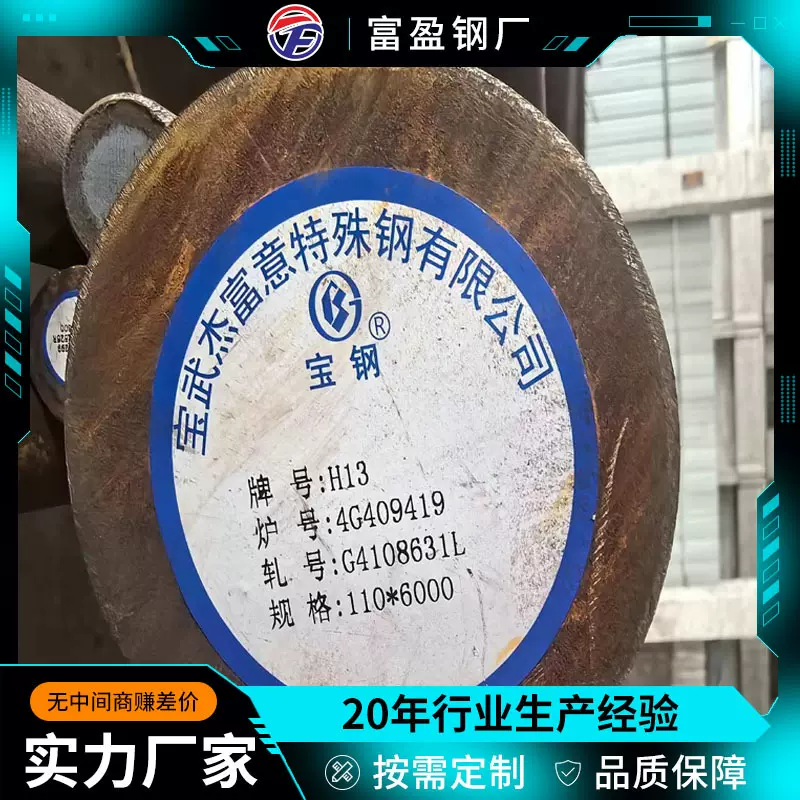 富盈钢厂
宝武杰富意特殊钢有限公司
®
宝钢
牌 号:H13
炉 号:4G409419
轧 号:G4108631L
规 格:110*6000
无中间商赚差价
实力厂家
20年行业生产经验
按需定制
品质保障